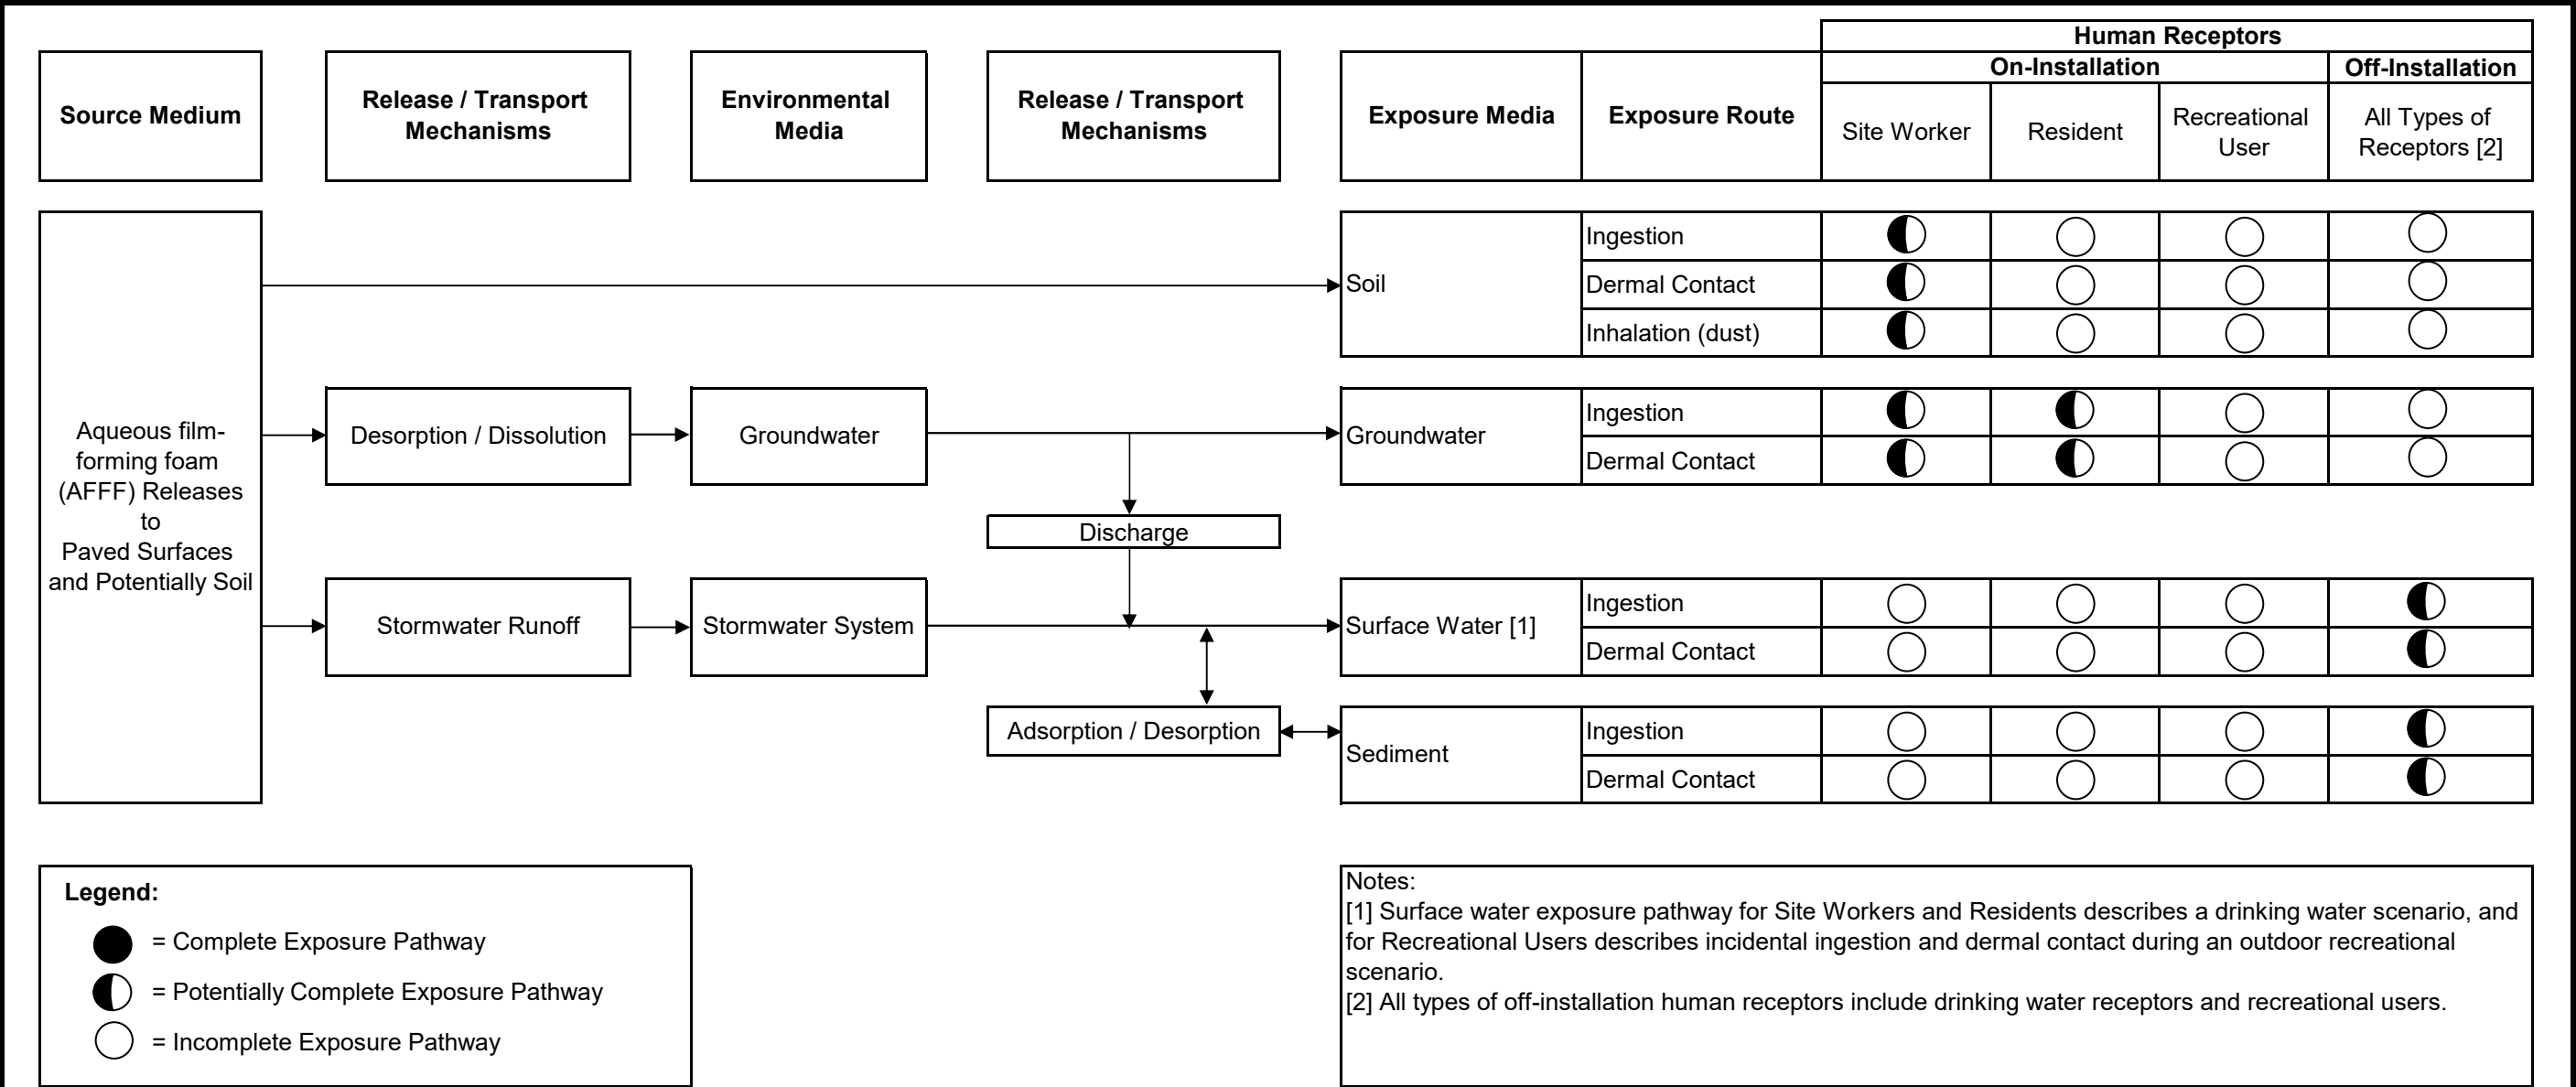 Human Receptors
On-Installation
Off-Installation
Source Medium
Release / Transport
Mechanisms
Environmental
Media
Release / Transport
Mechanisms
Exposure Media
Exposure Route
Site Worker
Resident
Recreational
User
All Types of
Receptors [2]
Aqueous film-
forming foam
(AFFF) Releases
to
Paved Surfaces
and Potentially Soil
Soil
Ingestion
Dermal Contact
Inhalation (dust)
Desorption / Dissolution
Groundwater
Groundwater
Ingestion
Dermal Contact
Discharge
Stormwater Runoff
Stormwater System
Surface Water [1]
Ingestion
Dermal Contact
Adsorption / Desorption
Sediment
Ingestion
Dermal Contact
Legend:
= Complete Exposure Pathway
= Potentially Complete Exposure Pathway
= Incomplete Exposure Pathway
Notes:
[1] Surface water exposure pathway for Site Workers and Residents describes a drinking water scenario, and
for Recreational Users describes incidental ingestion and dermal contact during an outdoor recreational
scenario.
[2] All types of off-installation human receptors include drinking water receptors and recreational users.